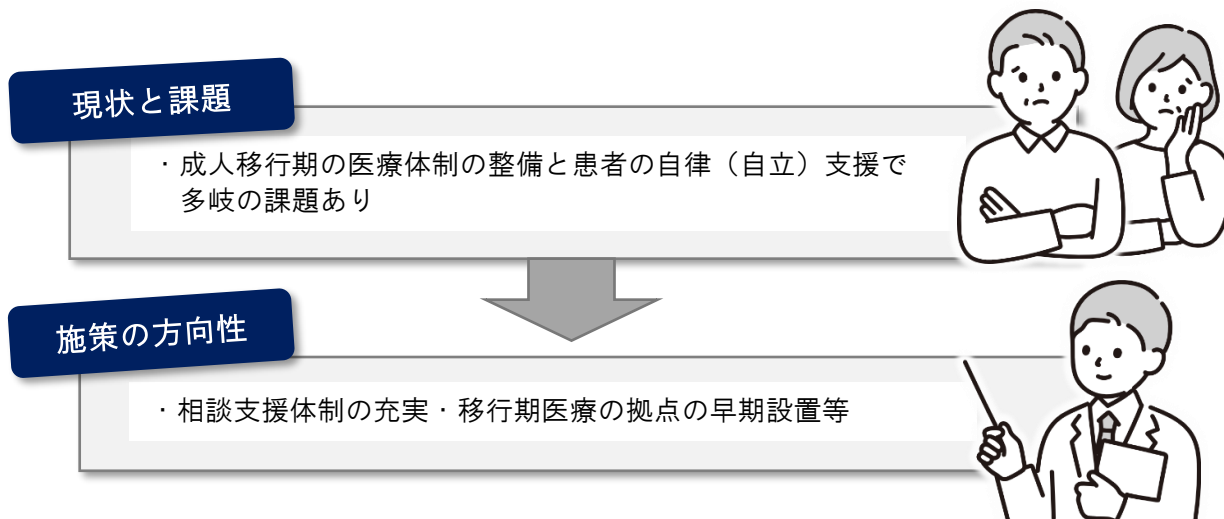 現状と課題
・成人移行期の医療体制の整備と患者の自律（自立）支援で
多岐の課題あり
施策の方向性
・相談支援体制の充実・移行期医療の拠点の早期設置等